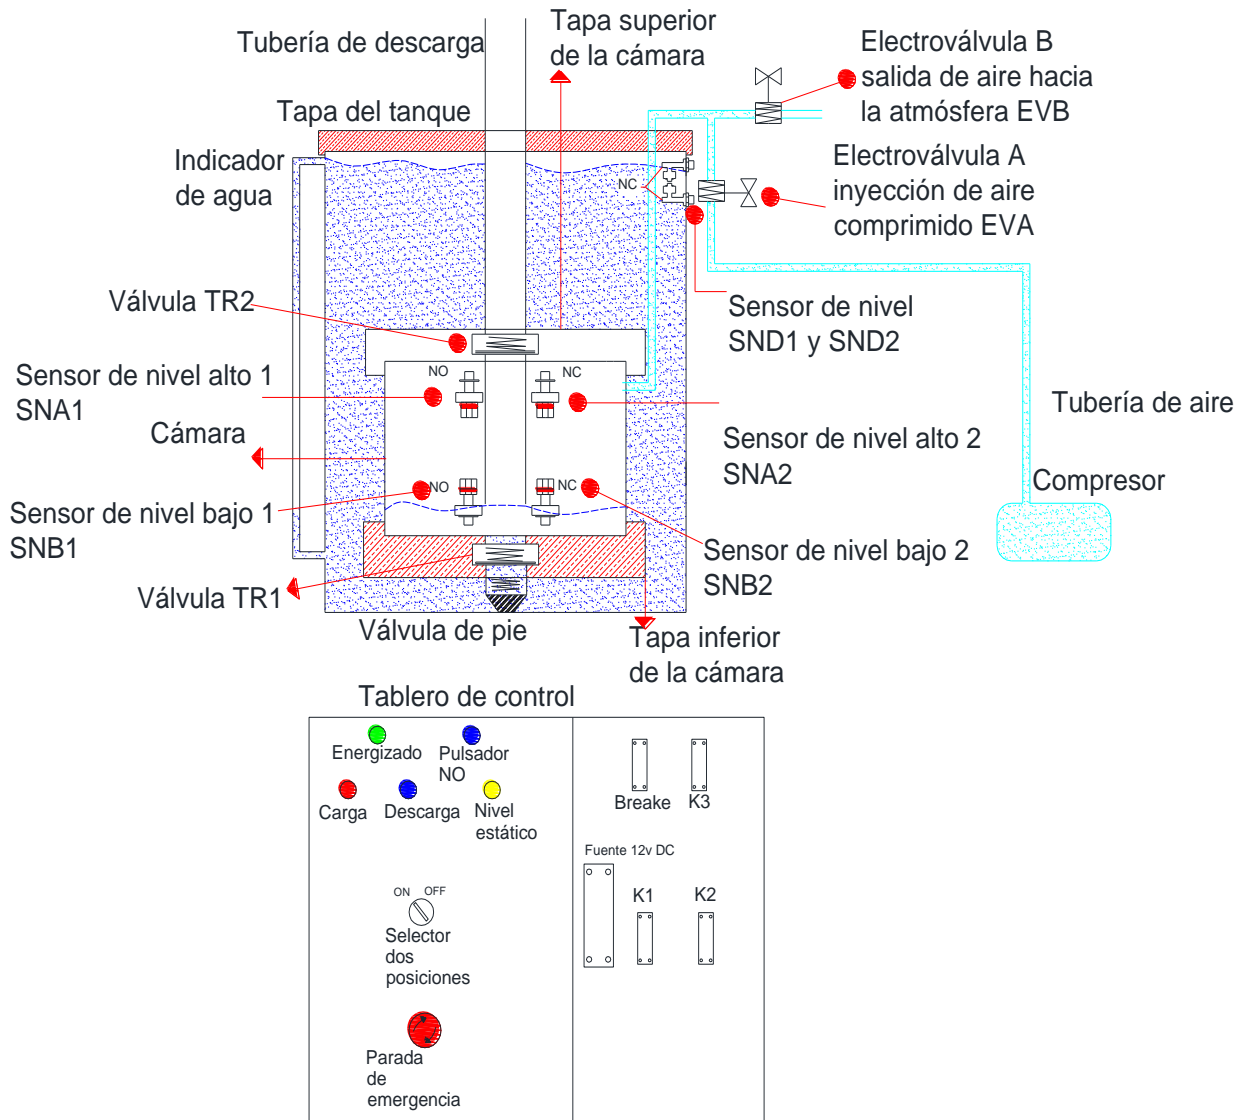 Tubería de descarga
Tapa superior
de la cámara
Electroválvula B
salida de aire hacia
la atmósfera EVB
Tapa del tanque
Indicador
de agua
NC
Electroválvula A
inyección de aire
comprimido EVA
Válvula TR2
Sensor de nivel
SND1 y SND2
Sensor de nivel alto 1
SNA1
NO
NC
Tubería de aire
Cámara
Sensor de nivel alto 2
SNA2
Compresor
NO
NC
Sensor de nivel bajo 1
SNB1
Sensor de nivel bajo 2
SNB2
Válvula TR1
Válvula de pie
Tapa inferior
de la cámara
Tablero de control
Energizado
Pulsador
NO
Carga
Descarga
Nivel
estático
Breake
K3
Fuente 12v DC
K1
K2
ON
OFF
Selector
dos
posiciones
Parada
de
emergencia